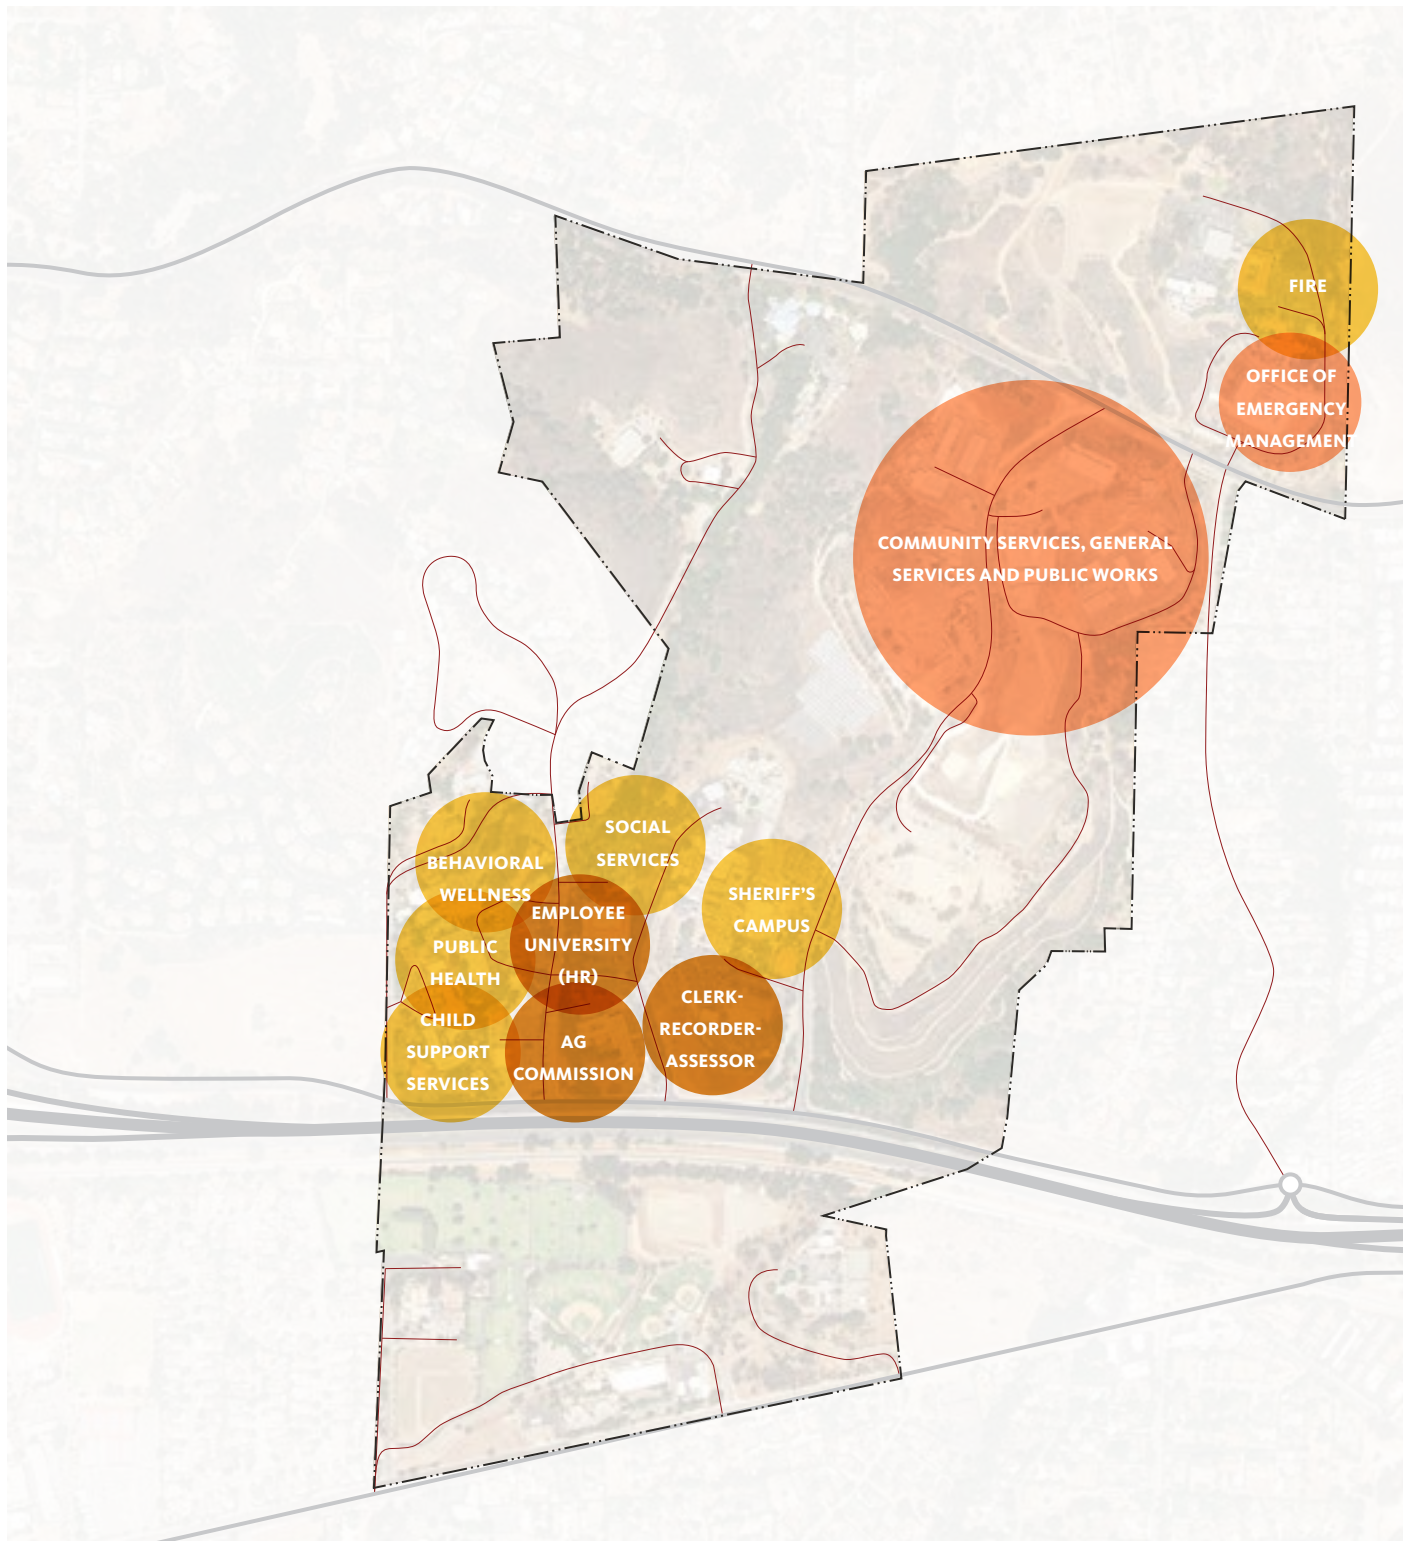 FIRE
OFFICE OF
EMERGENCY
MANAGEMENT
COMMUNITY SERVICES, GENERAL
SERVICES AND PUBLIC WORKS
SOCIAL
SERVICES
BEHAVIORAL
WELLNESS
SHERIFF'S
CAMPUS
EMPLOYEE
UNIVERSITY
(HR)
PUBLIC
HEALTH
CLERK-
RECORDER-
ASSESSOR
CHILD
SUPPORT
SERVICES
AG
COMMISSION